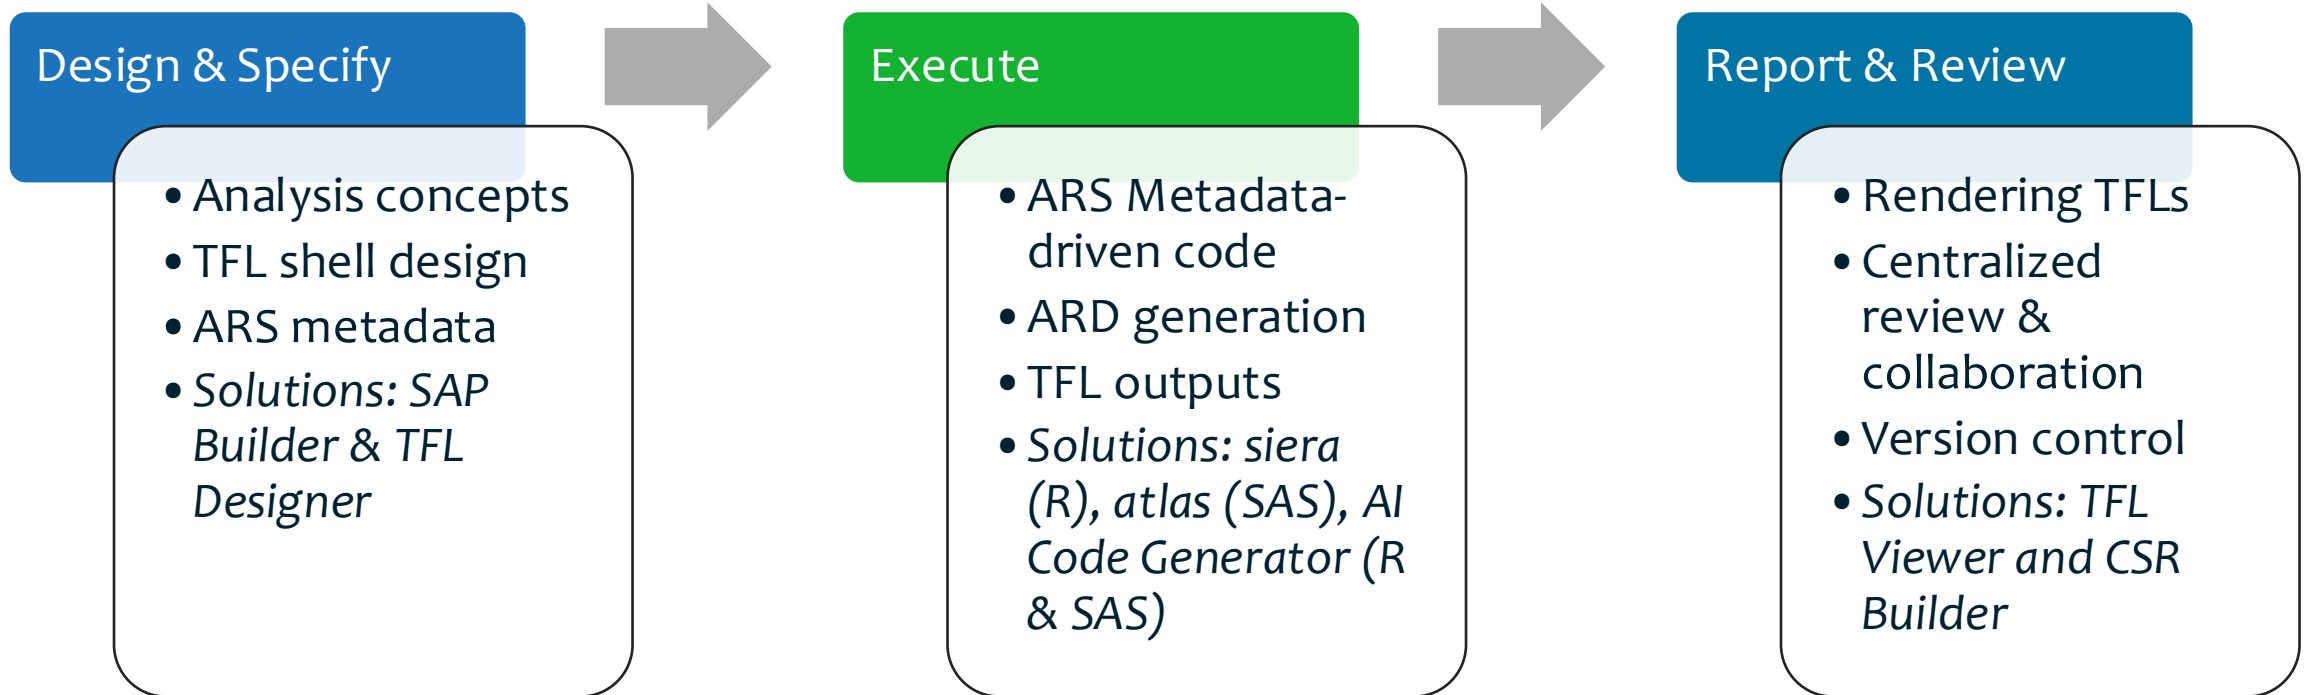 Design & Specify
• Analysis concepts
• TFL shell design
• ARS metadata
• Solutions: SAP
Builder & TFL
Designer
Execute
• ARS Metadata-
driven code
• ARD generation
• TFL outputs
• Solutions: siera
(R), atlas (SAS), AI
Code Generator (R
& SAS)
Report & Review
• Rendering TFLs
• Centralized
review &
collaboration
• Version control
• Solutions: TFL
Viewer and CSR
Builder